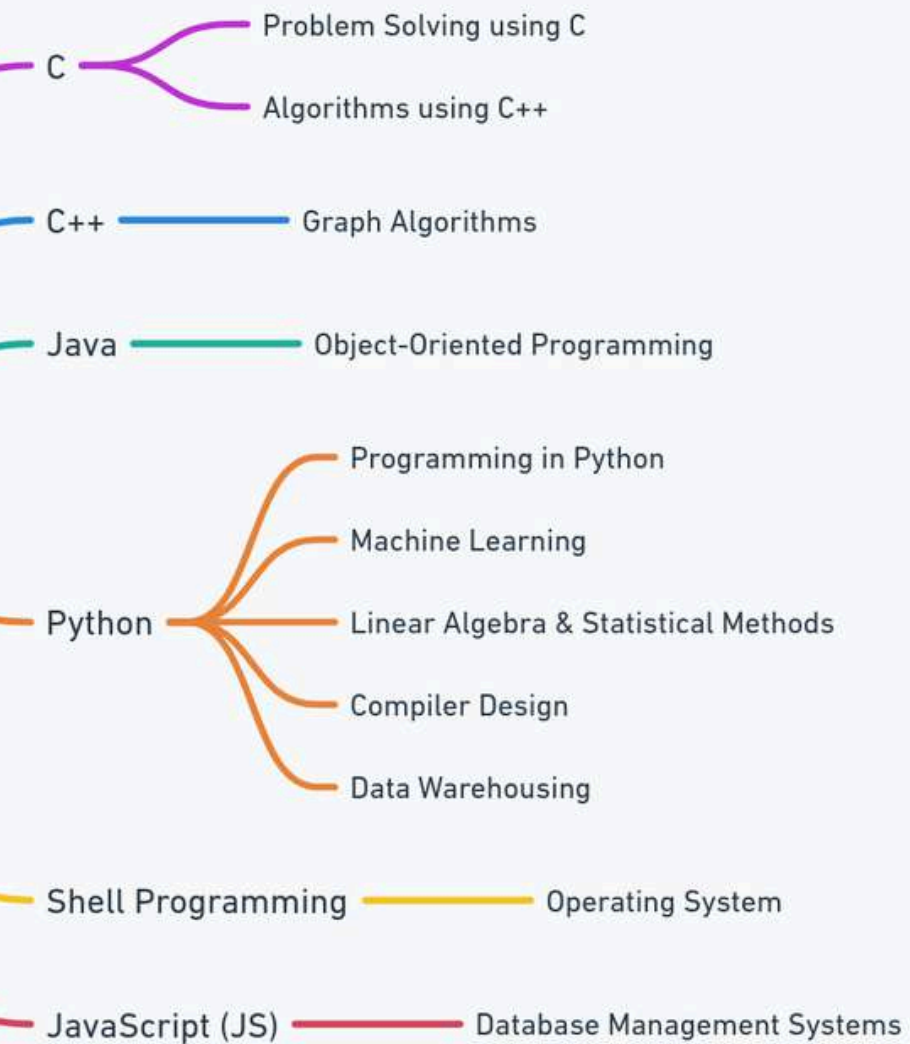 Problem Solving using C
C
Algorithms using C++
C++ Graph Algorithms
Java Object-Oriented Programming
Programming in Python
Machine Learning
Python Linear Algebra & Statistical Methods
Compiler Design
Data Warehousing
Shell Programming Operating System
JavaScript (JS) Database Management Systems